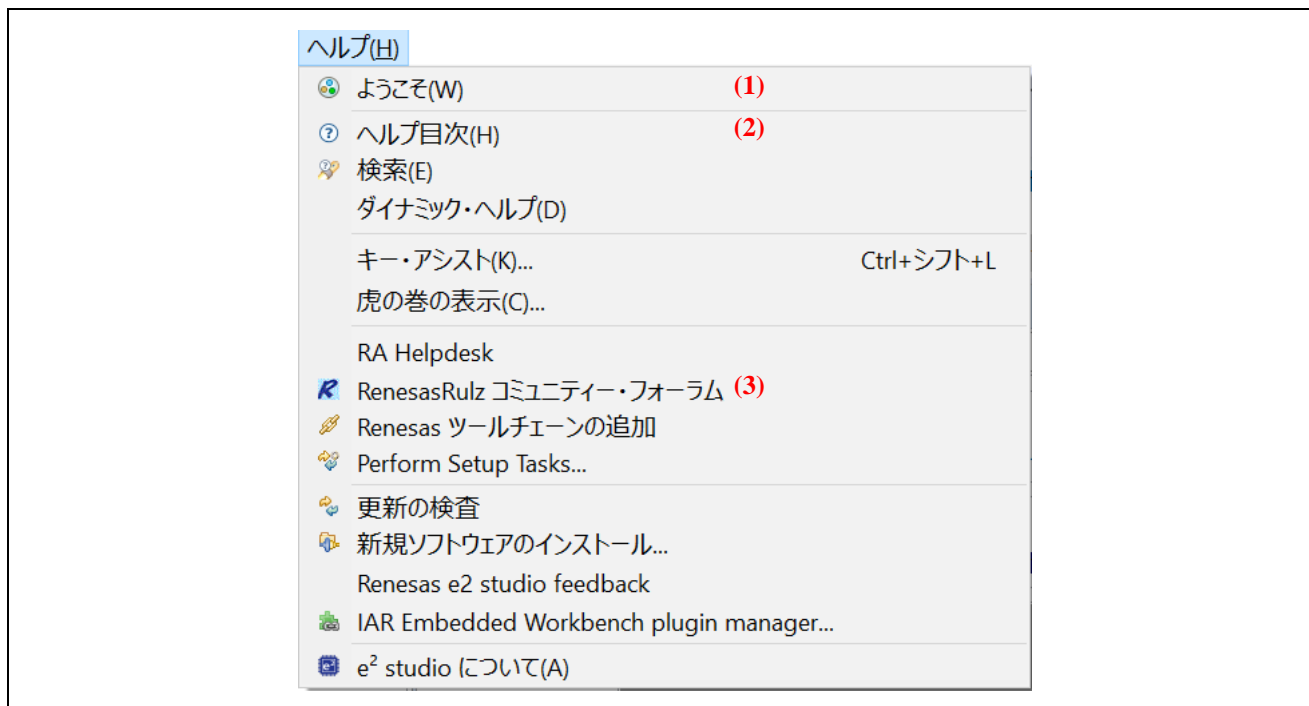 ヘルプ(H)
ようこそ(W) (1)
ヘルプ目次(H) (2)
検索(E)
ダイナミック・ヘルプ(D)
キー・アシスト(K)... Ctrl+シフト+L
虎の巻の表示(C)...
RA Helpdesk
RenesasRulz コミュニティー・フォーラム (3)
Renesas ツールチェーンの追加
Perform Setup Tasks...
更新の検査
新規ソフトウェアのインストール...
Renesas e2 studio feedback
IAR Embedded Workbench plugin manager...
e² studio について(A)